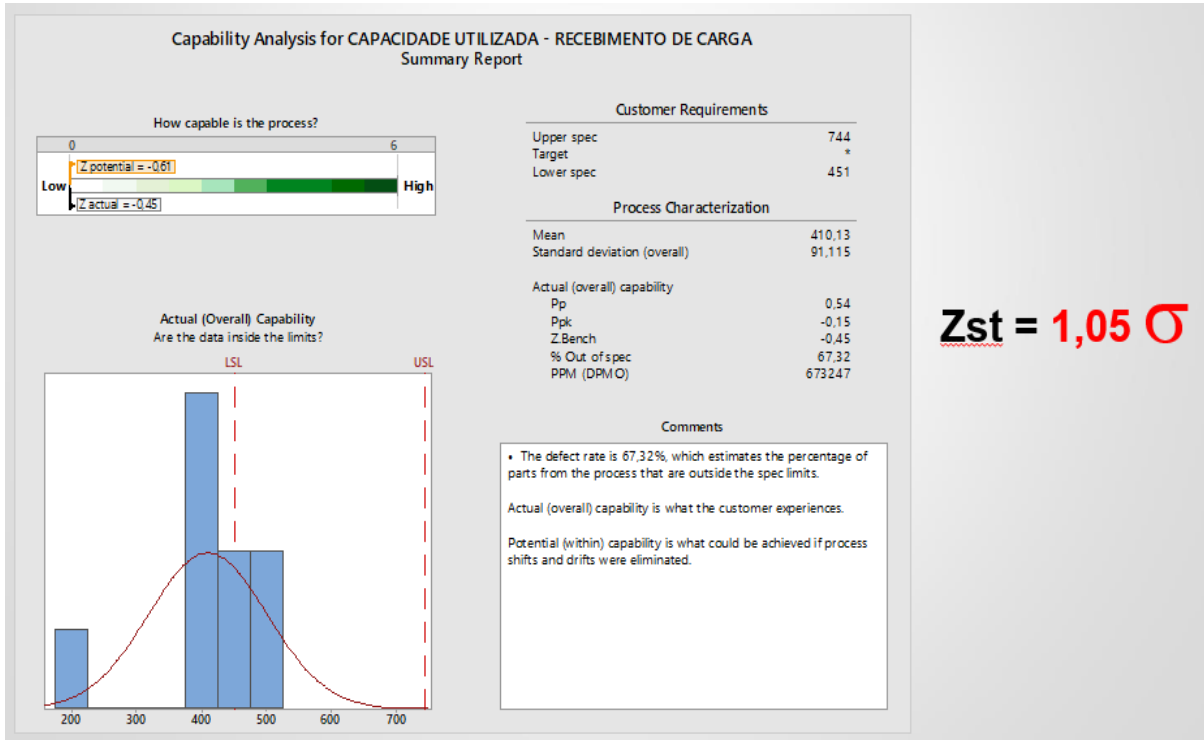 Capability Analysis for CAPACIDADE UTILIZADA - RECEBIMENTO DE CARGA
Summary Report
How capable is the process?
0 6
Z potential = -0,61
Low High
Z actual = -0,45
Customer Requirements
Upper spec 744
Target *
Lower spec 451
Process Characterization
Mean 410,13
Standard deviation (overall) 91,115
Actual (overall) capability
Pp 0,54
Ppk -0,15
Z.Bench -0,45
% Out of spec 67,32
PPM (DPMO) 673247
Actual (Overall) Capability
Are the data inside the limits?
LSL USL
200 300 400 500 600 700
Comments
• The defect rate is 67,32%, which estimates the percentage of
parts from the process that are outside the spec limits.
Actual (overall) capability is what the customer experiences.
Potential (within) capability is what could be achieved if process
shifts and drifts were eliminated.
Zst = 1,05 σ